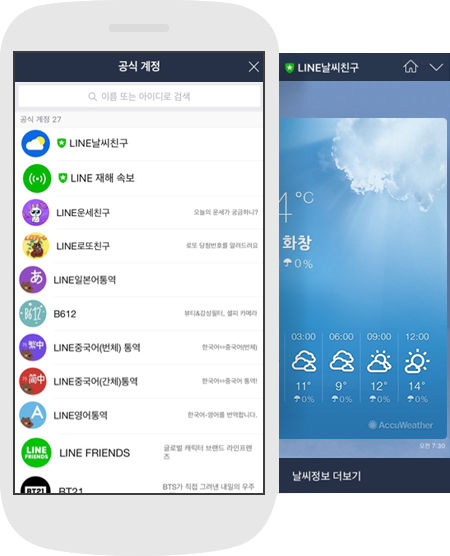 공식 계정
이름 또는 아이디로 검색
공식 계정 27
LINE날씨친구
LINE 재해 속보
LINE운세친구
오늘의 운세가 궁금하니?
LINE로또친구
로또 당첨번호를 알려드려요
あ
LINE일본어통역
B612
B612
뷰티&감성필터, 셀피 카메라
가 繁中
LINE중국어(번체) 통역
한국어⇔중국어(번체)
가 简中
LINE중국어(간체)통역
한국어⇔중국어 통역!
A
LINE영어통역
한국어-영어를 번역합니다.
LINE
FRIENDS
LINE FRIENDS
글로벌 캐릭터 브랜드 라인프렌
즈
BT21
BT21
BTS가 직접 그려낸 내일의 우주
LINE날씨친구
4°C
화창
0%
03:00 06:00 09:00 12:00
11° 9° 12° 14°
0% 0% 0% 0%
AccuWeather
오전 7:30
날씨정보 더보기